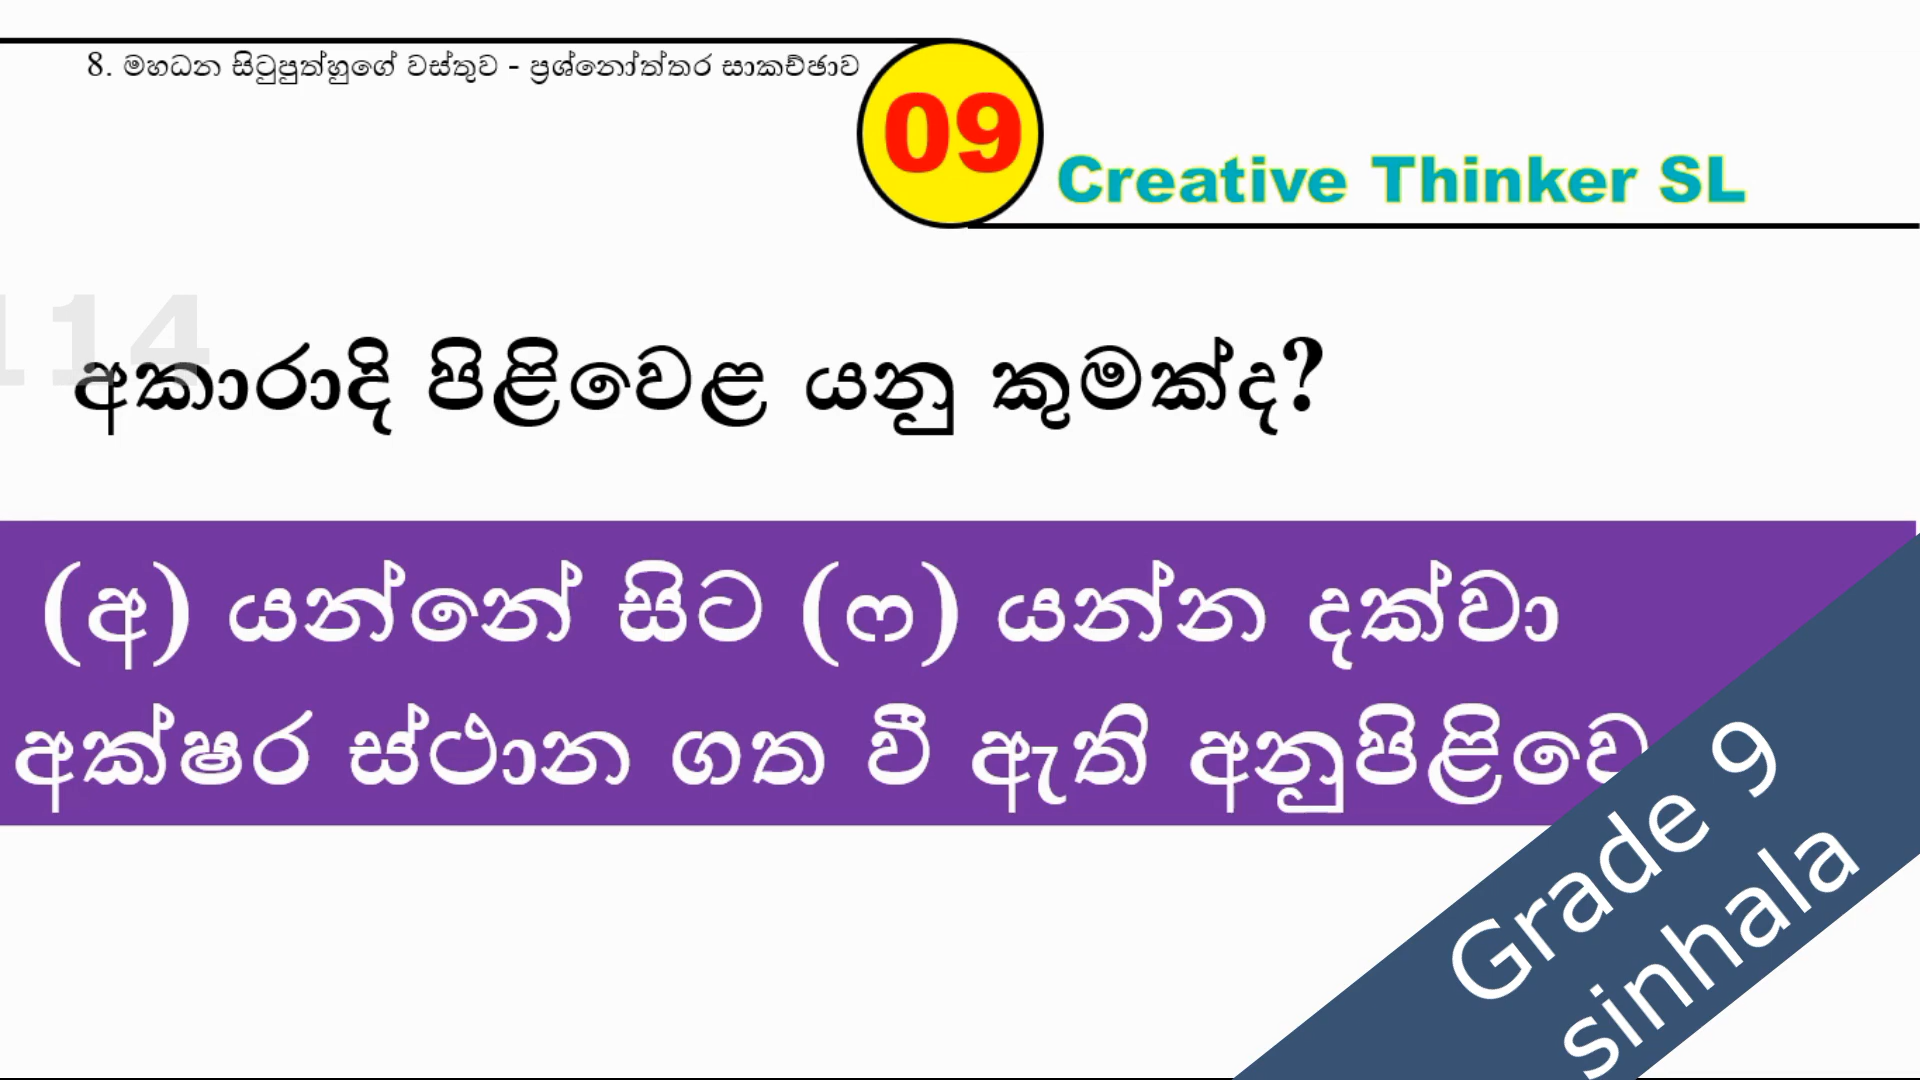 8. මහධන සිටුපුත්හුගේ වස්තුව - ප්‍රශ්නෝත්තර සාකච්ඡාව
09
Creative Thinker SL
114
අකාරාදි පිළිවෙළ යනු කුමක්ද?
(අ) යන්නේ සිට (ෆ) යන්න දක්වා
අක්ෂර ස්ථාන ගත වී ඇති අනුපිළිවෙ
Grade 9
sinhala